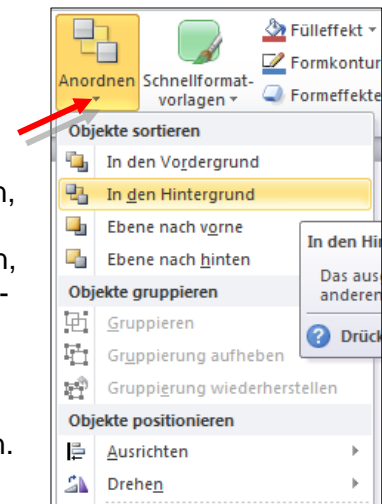 Fülleffekt
Anordnen
Schnellformat-
vorlagen
Formkontur
Formeffekte
Objekte sortieren
In den Vordergrund
n,
In den Hintergrund
Ebene nach vorne
In den Hin
n,
Ebene nach hinten
Das aus
-
Objekte gruppieren
anderen
Gruppieren
Drück
Gruppierung aufheben
Gruppierung wiederherstellen
Objekte positionieren
n.
Ausrichten
Drehen